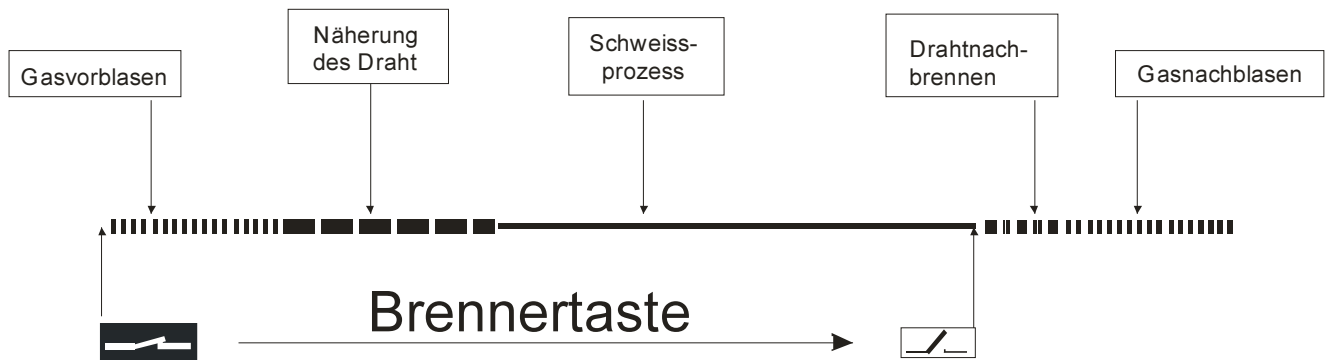 Gasvorblasen
Näherung
des Draht
Schweiss-
prozess
Drahtnach-
brennen
Gasnachblasen
Brennertaste